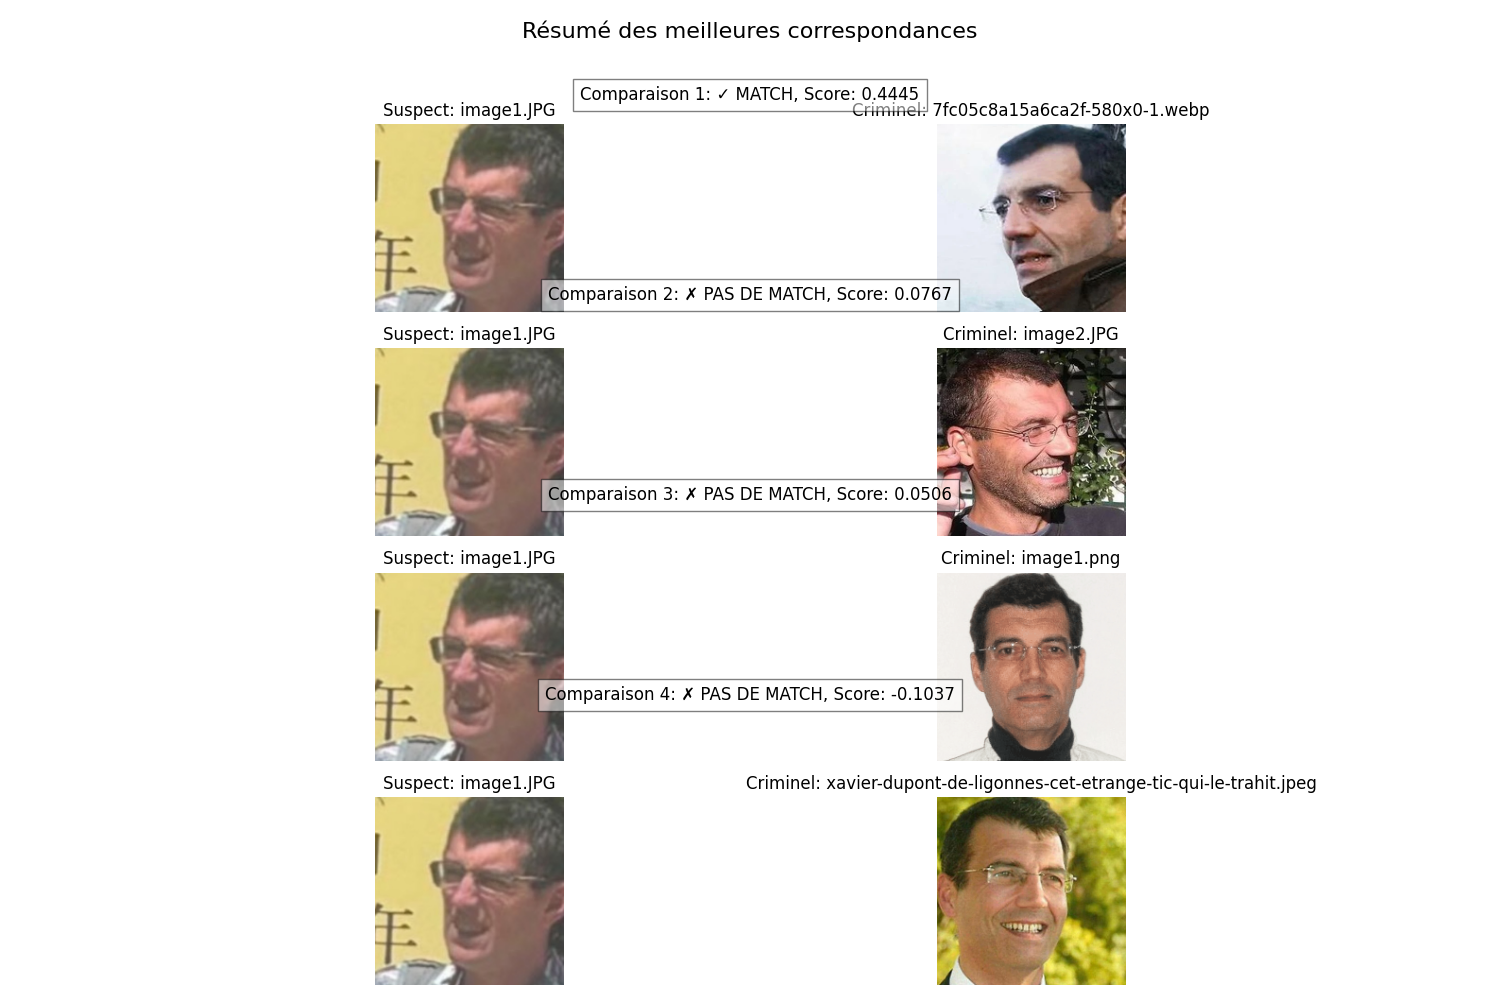 Résumé des meilleures correspondances
Comparaison 1: ✓ MATCH, Score: 0.4445
Suspect: image1.JPG
Criminel: 7fc05c8a15a6ca2f-580x0-1.webp
Comparaison 2: ✗ PAS DE MATCH, Score: 0.0767
Suspect: image1.JPG
Criminel: image2.JPG
Comparaison 3: ✗ PAS DE MATCH, Score: 0.0506
Suspect: image1.JPG
Criminel: image1.png
Comparaison 4: ✗ PAS DE MATCH, Score: -0.1037
Suspect: image1.JPG
Criminel: xavier-dupont-de-ligonnes-cet-etrange-tic-qui-le-trahit.jpeg